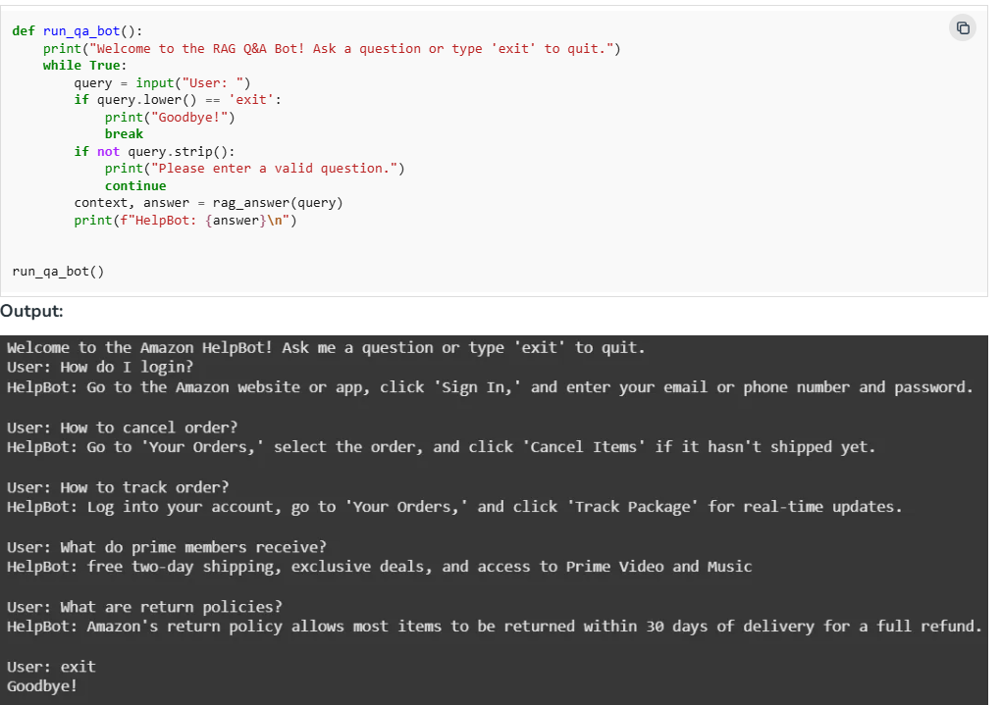 def run_qa_bot():
    print("Welcome to the RAG Q&A Bot! Ask a question or type 'exit' to quit.")
    while True:
        query = input("User: ")
        if query.lower() == 'exit':
            print("Goodbye!")
            break
        if not query.strip():
            print("Please enter a valid question.")
            continue
        context, answer = rag_answer(query)
        print(f"HelpBot: {answer}\n")
run_qa_bot()
Output:
Welcome to the Amazon HelpBot! Ask me a question or type 'exit' to quit.
User: How do I login?
HelpBot: Go to the Amazon website or app, click 'Sign In,' and enter your email or phone number and password.
User: How to cancel order?
HelpBot: Go to 'Your Orders,' select the order, and click 'Cancel Items' if it hasn't shipped yet.
User: How to track order?
HelpBot: Log into your account, go to 'Your Orders,' and click 'Track Package' for real-time updates.
User: What do prime members receive?
HelpBot: free two-day shipping, exclusive deals, and access to Prime Video and Music
User: What are return policies?
HelpBot: Amazon's return policy allows most items to be returned within 30 days of delivery for a full refund.
User: exit
Goodbye!